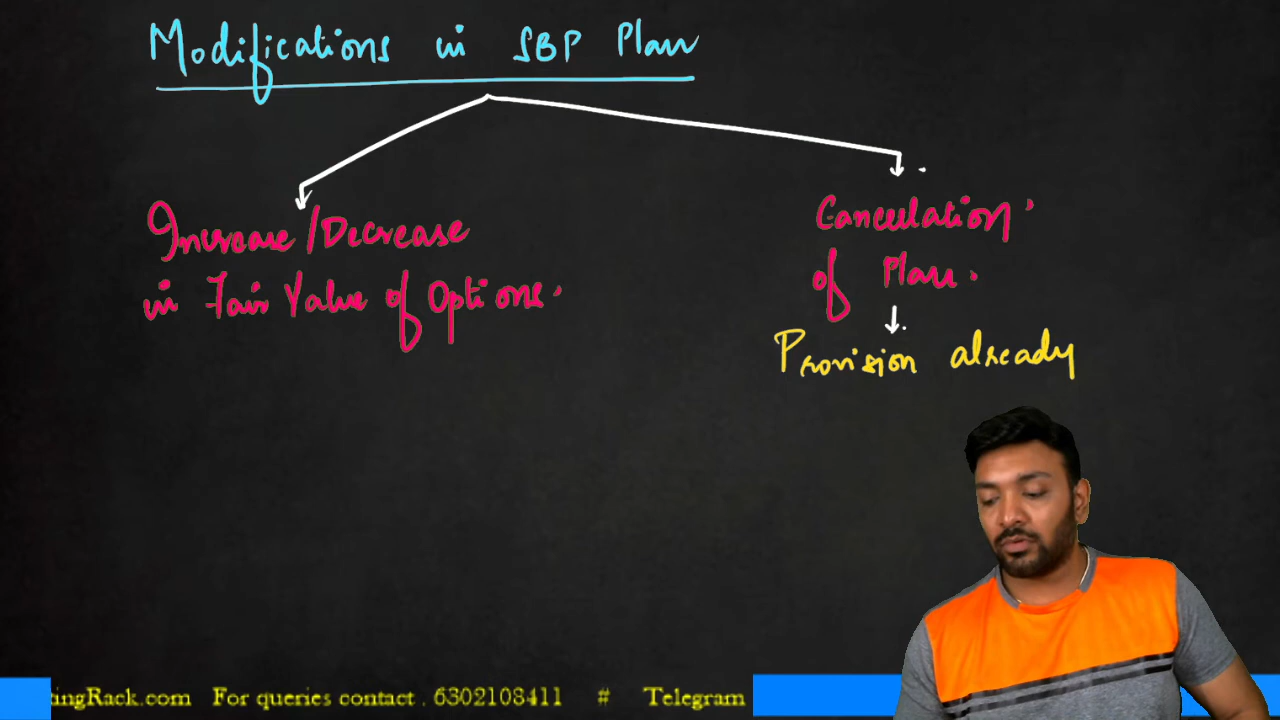 Modifications in SBP Plan
Increase/Decrease
in Fair Value of Options.
Cancellation
of Plan.
Provision already
ingRack.com For queries contact . 6302108411 # Telegram